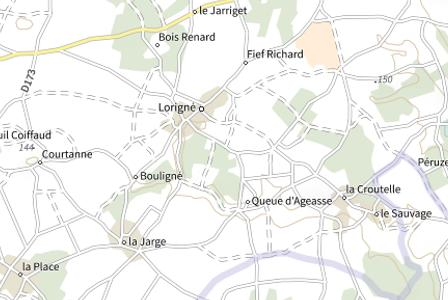 le Jarriget
Bois Renard
Fief Richard
D173
150
Lorigné
uil Coiffaud
144
Courtanne
Péruze
Bouligné
la Croutelle
Queue d'Ageasse
le Sauvage
la Jarge
la Place